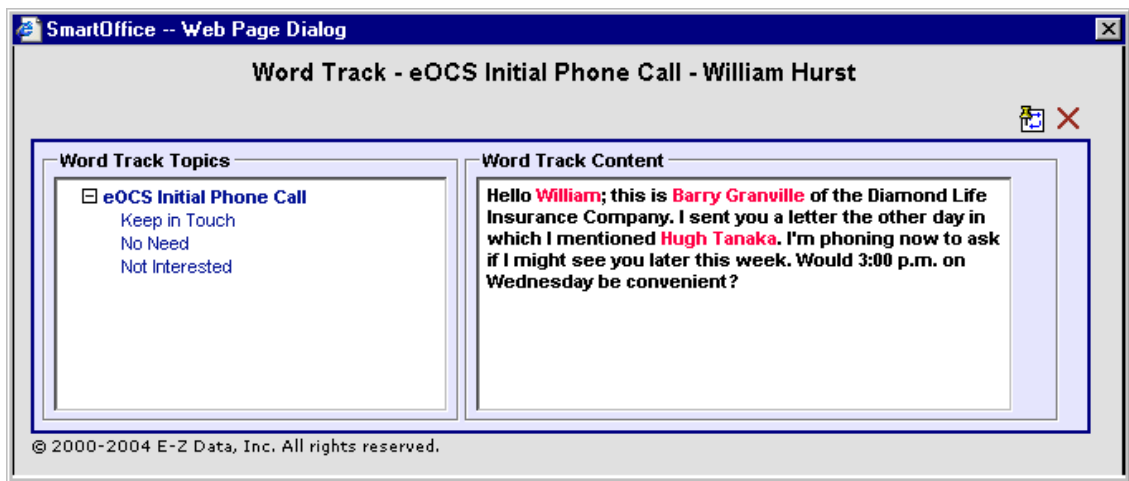 SmartOffice -- Web Page Dialog
Word Track - eOCS Initial Phone Call - William Hurst
Word Track Topics
eOCS Initial Phone Call
Keep in Touch
No Need
Not Interested
Word Track Content
Hello William; this is Barry Granville of the Diamond Life
Insurance Company. I sent you a letter the other day in
which I mentioned Hugh Tanaka. I'm phoning now to ask
if I might see you later this week. Would 3:00 p.m. on
Wednesday be convenient?
© 2000-2004 E-Z Data, Inc. All rights reserved.